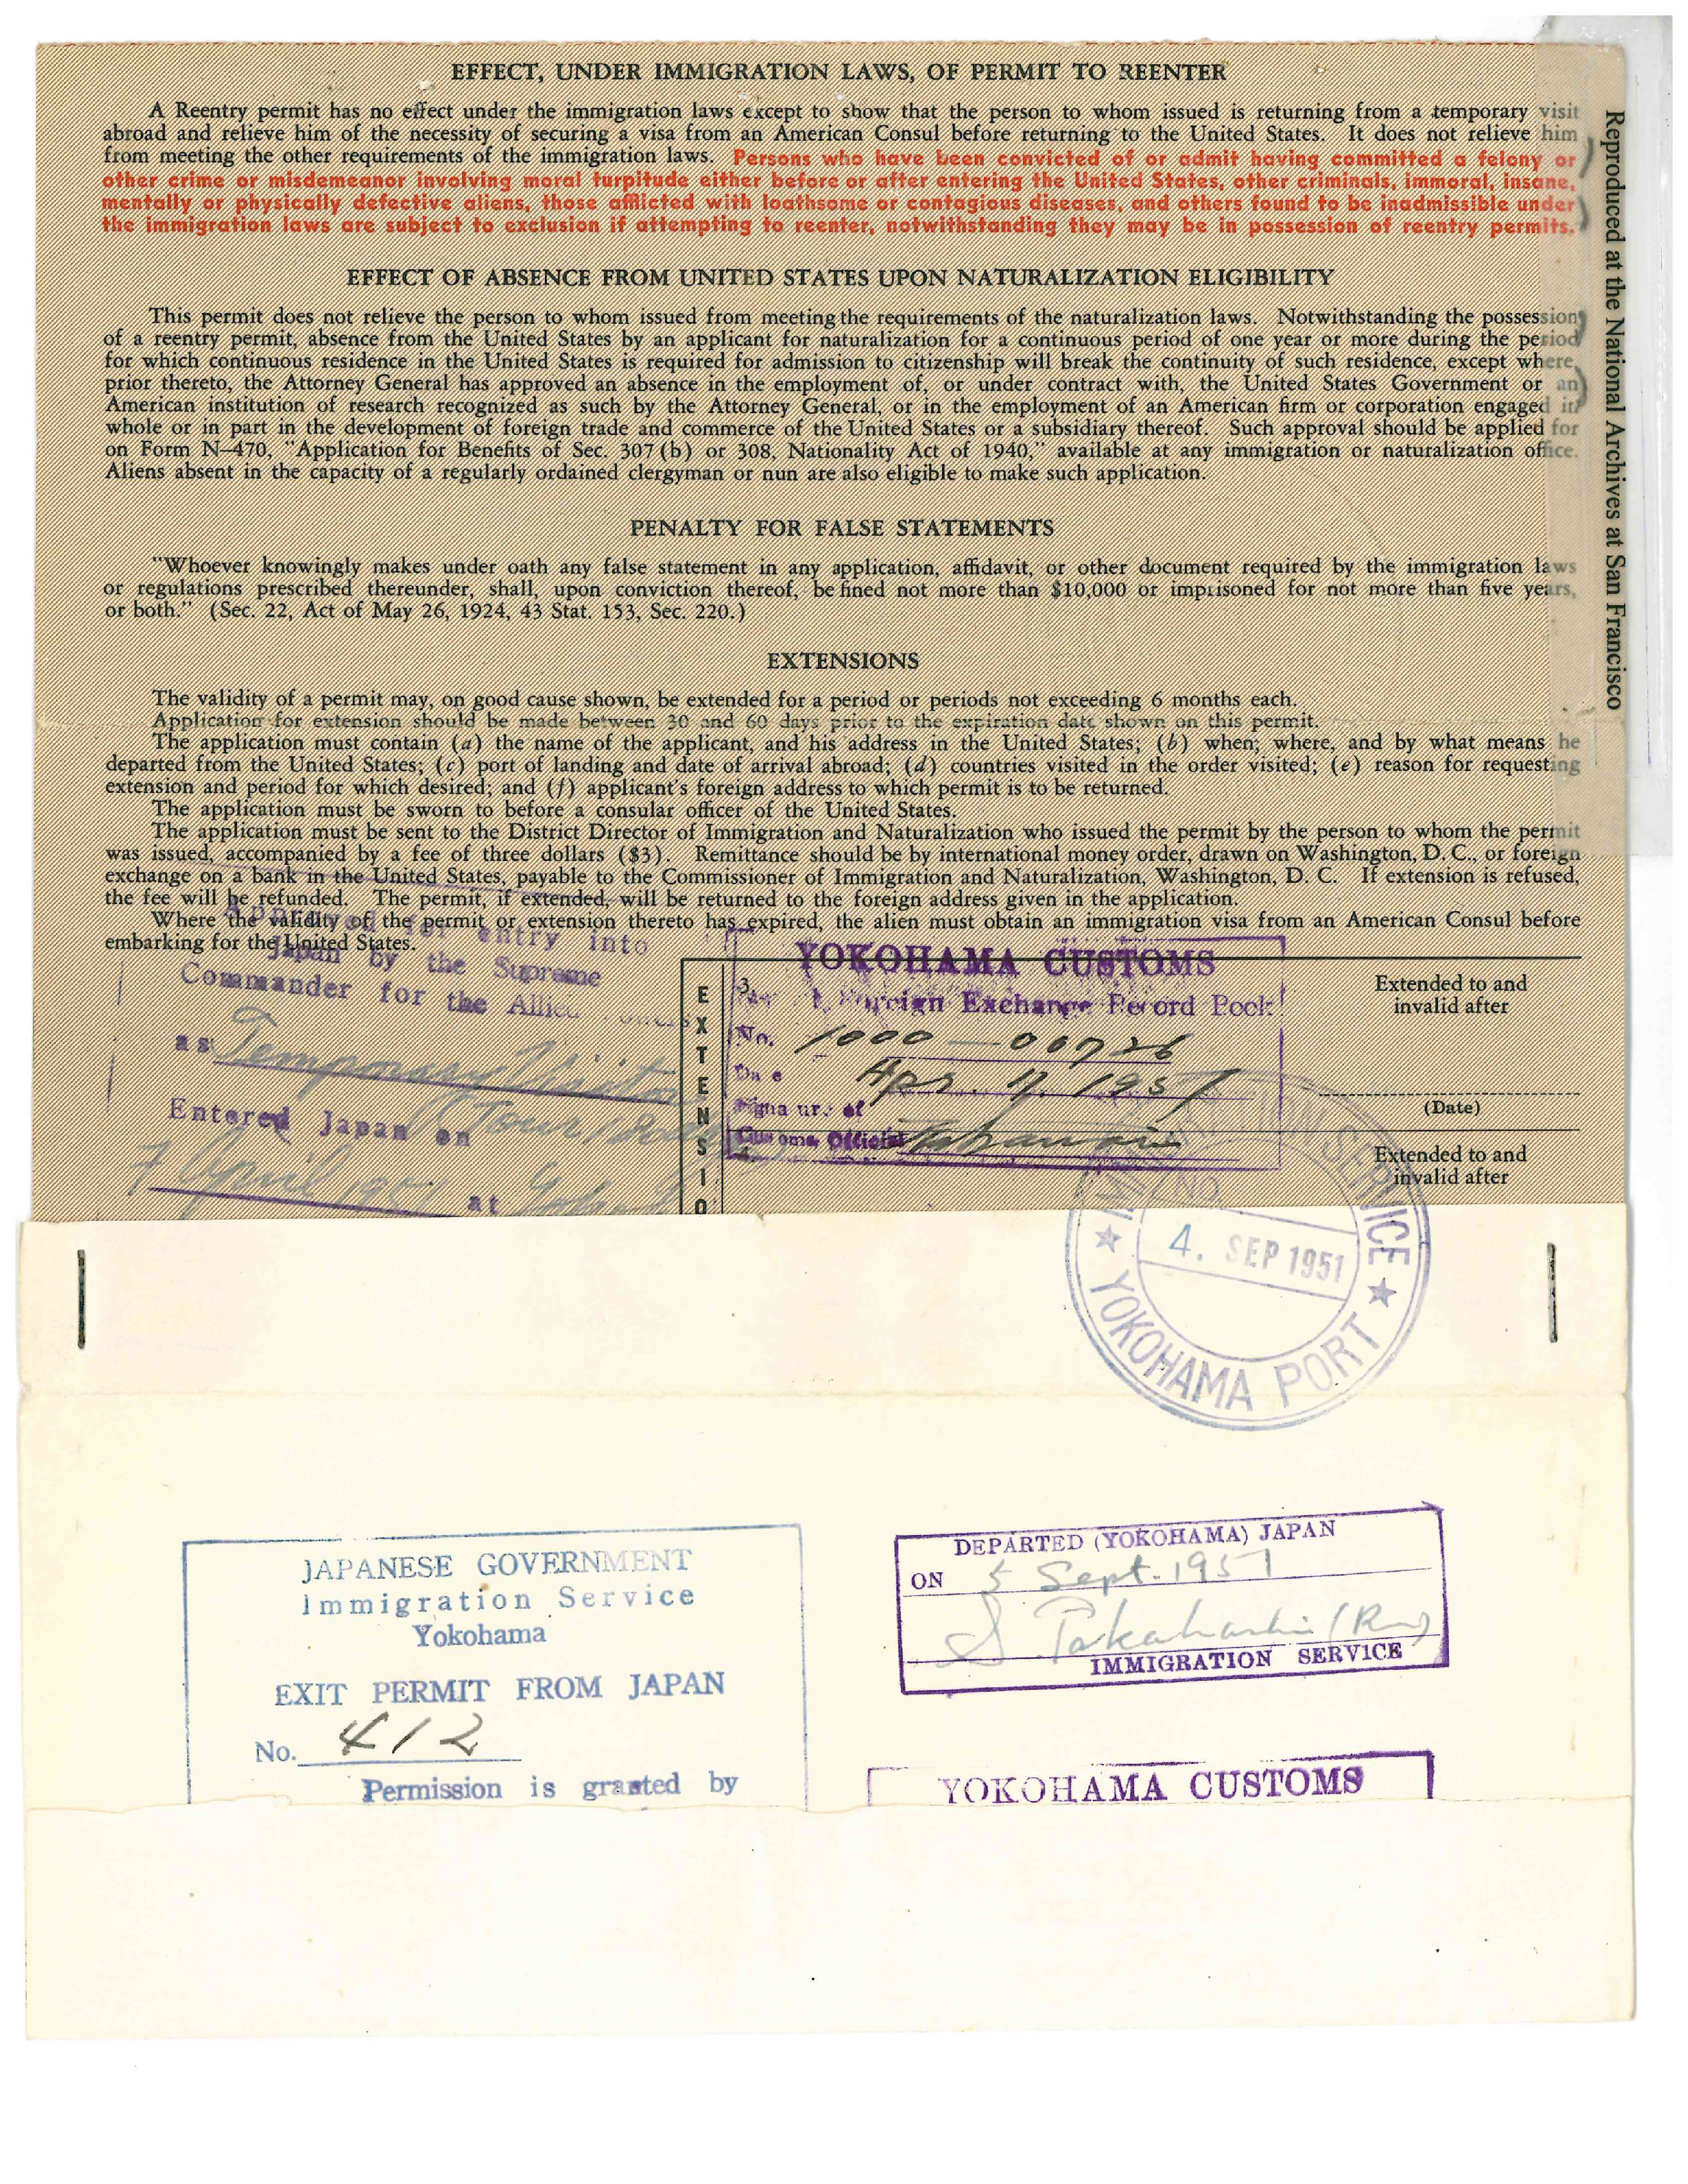 EFFECT, UNDER IMMIGRATION LAWS, OF PERMIT TO REENTER
A Reentry permit has no effect under the immigration laws except to show that the person to whom issued is returning from a temporary visit
abroad and relieve him of the necessity of securing a visa from an American Consul before returning to the United States. It does not relieve him
from meeting the other requirements of the immigration laws. Persons who have been convicted of or admit having committed a felony or
other crime or misdemeanor involving moral turpitude either before or after entering the United States, other criminals, immoral, insane,
mentally or physically defective aliens, those afflicted with loathsome or contagious diseases, and others found to be inadmissible under
the immigration laws are subject to exclusion if attempting to reenter, notwithstanding they may be in possession of reentry permits.
EFFECT OF ABSENCE FROM UNITED STATES UPON NATURALIZATION ELIGIBILITY
This permit does not relieve the person to whom issued from meeting the requirements of the naturalization laws. Notwithstanding the possession
of a reentry permit, absence from the United States by an applicant for naturalization for a continuous period of one year or more during the period
for which continuous residence in the United States is required for admission to citizenship will break the continuity of such residence, except where
prior thereto, the Attorney General has approved an absence in the employment of, or under contract with, the United States Government or an
American institution of research recognized as such by the Attorney General, or in the employment of an American firm or corporation engaged in
whole or in part in the development of foreign trade and commerce of the United States or a subsidiary thereof. Such approval should be applied for
on Form N-470, "Application for Benefits of Sec. 307 (b) or 308, Nationality Act of 1940," available at any immigration or naturalization office.
Aliens absent in the capacity of a regularly ordained clergyman or nun are also eligible to make such application.
PENALTY FOR FALSE STATEMENTS
"Whoever knowingly makes under oath any false statement in any application, affidavit, or other document required by the immigration laws
or regulations prescribed thereunder, shall, upon conviction thereof, be fined not more than $10,000 or imprisoned for not more than five years,
or both." (Sec. 22, Act of May 26, 1924, 43 Stat. 153, Sec. 220.)
EXTENSIONS
The validity of a permit may, on good cause shown, be extended for a period or periods not exceeding 6 months each.
Application for extension should be made between 30 and 60 days prior to the expiration date shown on this permit.
The application must contain (a) the name of the applicant, and his address in the United States; (b) when, where, and by what means he
departed from the United States; (c) port of landing and date of arrival abroad; (d) countries visited in the order visited; (e) reason for requesting
extension and period for which desired; and (f) applicant's foreign address to which permit is to be returned.
The application must be sworn to before a consular officer of the United States.
The application must be sent to the District Director of Immigration and Naturalization who issued the permit by the person to whom the permit
was issued, accompanied by a fee of three dollars ($3). Remittance should be by international money order, drawn on Washington, D. C., or foreign
exchange on a bank in the United States, payable to the Commissioner of Immigration and Naturalization, Washington, D. C. If extension is refused,
the fee will be refunded. The permit, if extended, will be returned to the foreign address given in the application.
Where the validity of the permit or extension thereto has expired, the alien must obtain an immigration visa from an American Consul before
embarking for the United States.
Approved for entry into
Japan by the Supreme
Commander for the Allied Powers
as Temporary Visitor
Entered Japan on
7 April 1951 at
EXTENSIO
3.
YOKOHAMA CUSTOMS
Foreign Exchange Record Book
No. 1000-00726
Date Apr. 17. 1951
Signature of
Customs Official
4.
Extended to and
invalid after
(Date)
Extended to and
invalid after
IMMIGRATION SERVICE
NO.
4. SEP 1951
YOKOHAMA PORT
JAPANESE GOVERNMENT
Immigration Service
Yokohama
EXIT PERMIT FROM JAPAN
No. 412
Permission is granted by
DEPARTED (YOKOHAMA) JAPAN
ON 5 Sept. 1951
S. Takahashi
IMMIGRATION SERVICE
YOKOHAMA CUSTOMS
Reproduced at the National Archives at San Francisco